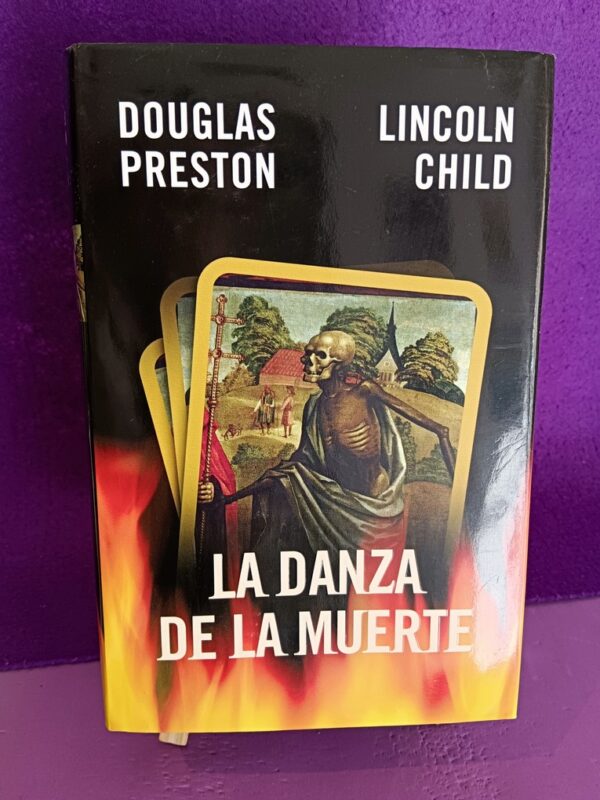 DOUGLAS
PRESTON
LINCOLN
CHILD
LA DANZA
DE LA MUERTE